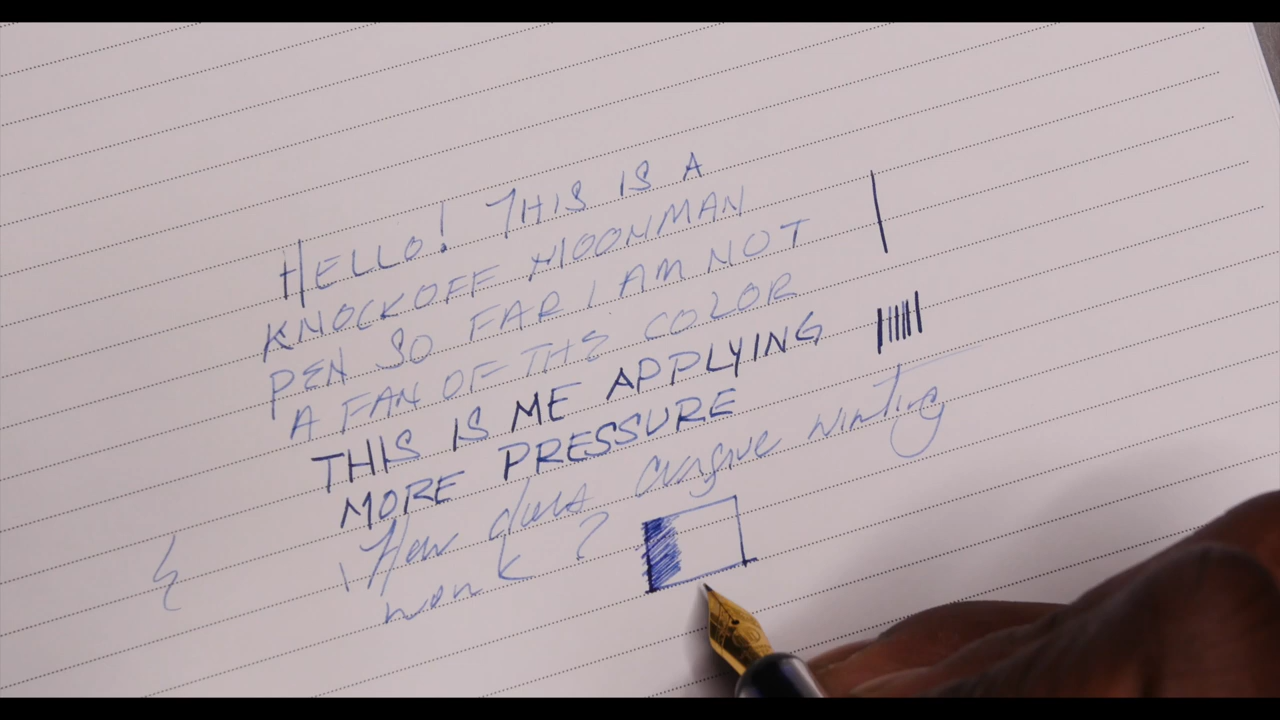 HELLO! THIS IS A
KNOCKOFF MOONMAN
PEN SO FAR I AM NOT
A FAN OF THE COLOR
THIS IS ME APPLYING
MORE PRESSURE
How does cursive writing
work ?